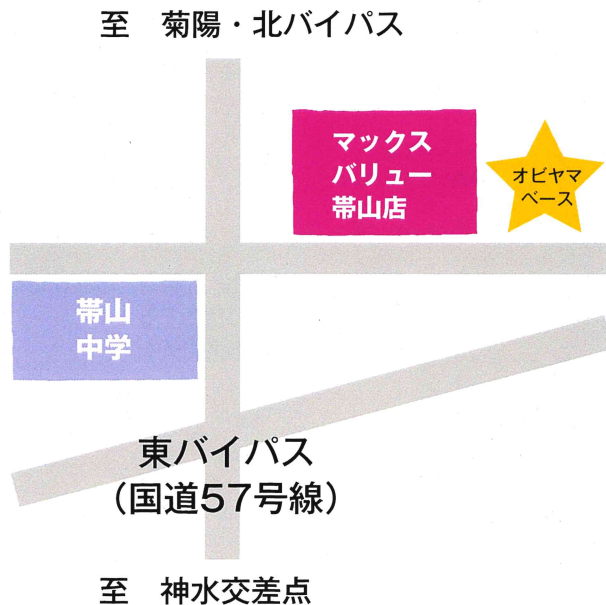 至　菊陽・北バイパス
マックス
バリュー
帯山店
オビヤマ
ベース
帯山
中学
東バイパス
（国道57号線）
至　神水交差点